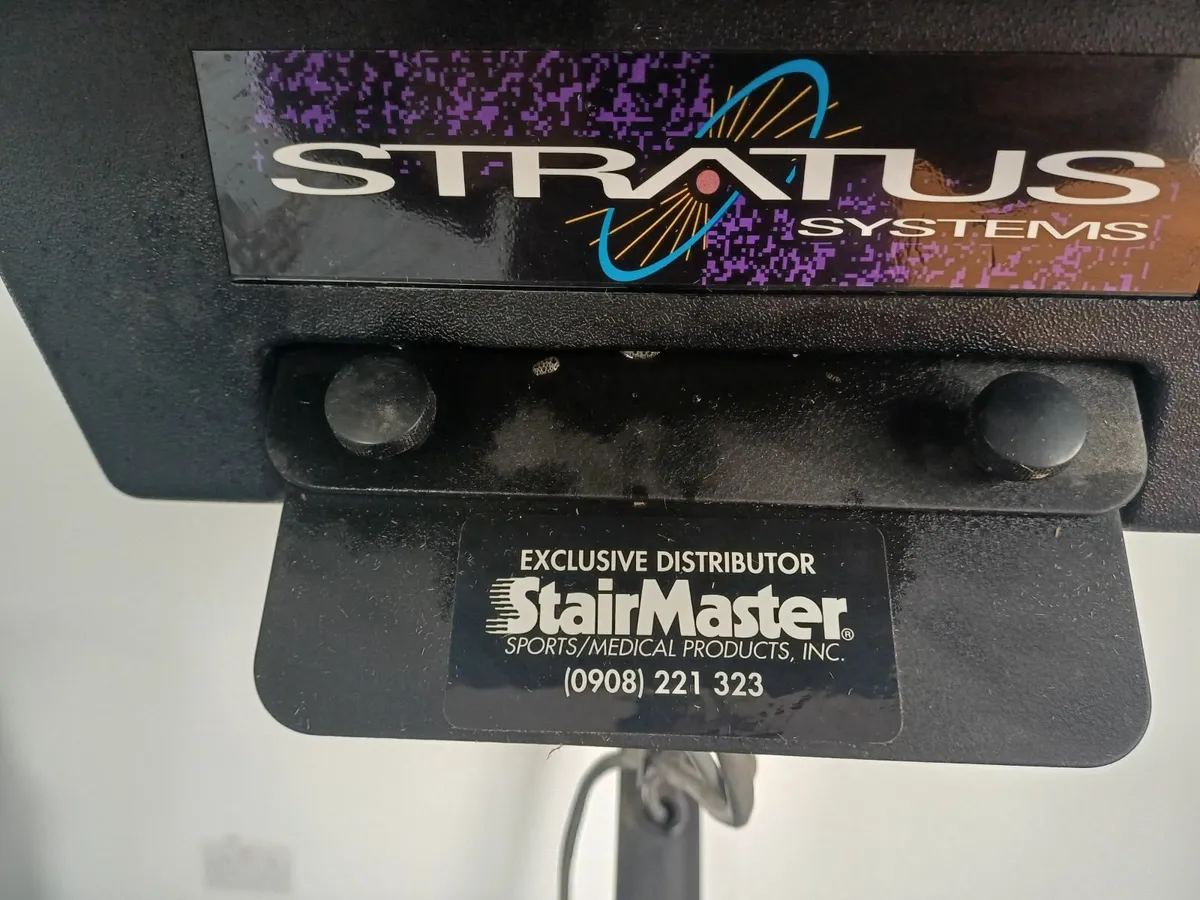 STRATUS
SYSTEMS
EXCLUSIVE DISTRIBUTOR
StairMaster®
SPORTS/MEDICAL PRODUCTS, INC.
(0908) 221 323